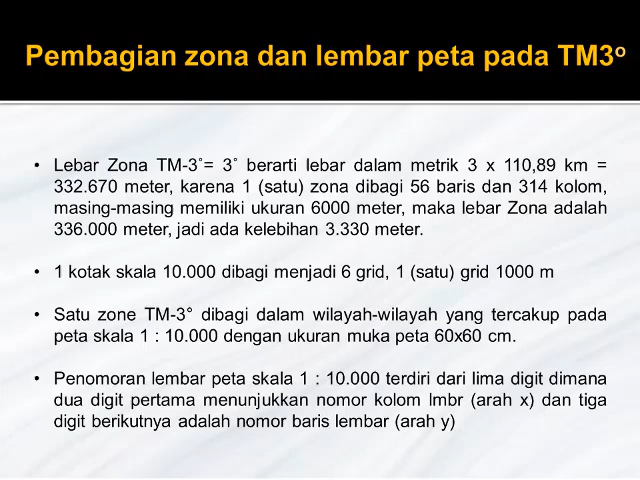 Pembagian zona dan lembar peta pada TM3º
• Lebar Zona TM-3˚= 3˚ berarti lebar dalam metrik 3 x 110,89 km =
332.670 meter, karena 1 (satu) zona dibagi 56 baris dan 314 kolom,
masing-masing memiliki ukuran 6000 meter, maka lebar Zona adalah
336.000 meter, jadi ada kelebihan 3.330 meter.
• 1 kotak skala 10.000 dibagi menjadi 6 grid, 1 (satu) grid 1000 m
• Satu zone TM-3° dibagi dalam wilayah-wilayah yang tercakup pada
peta skala 1 : 10.000 dengan ukuran muka peta 60x60 cm.
• Penomoran lembar peta skala 1 : 10.000 terdiri dari lima digit dimana
dua digit pertama menunjukkan nomor kolom lmbr (arah x) dan tiga
digit berikutnya adalah nomor baris lembar (arah y)